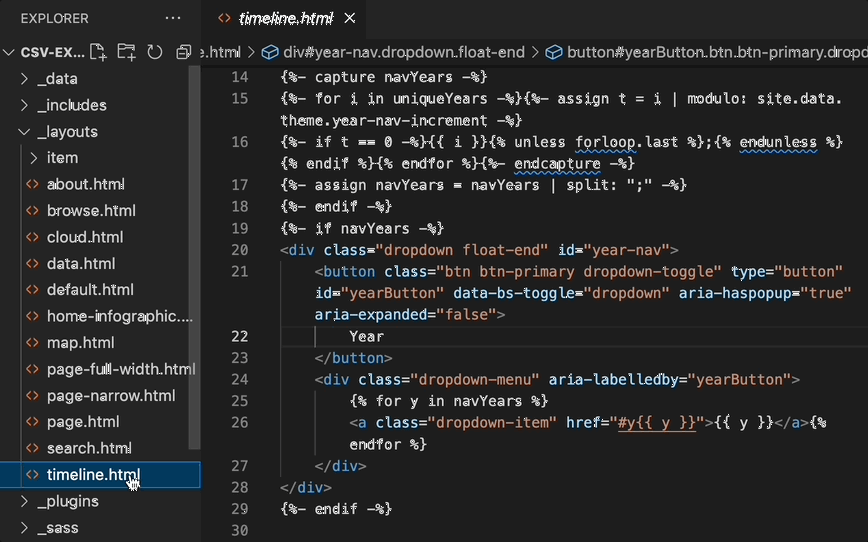 EXPLORER ...
timeline.html
CSV-EX...
e.html > div#year-nav.dropdown.float-end > button#yearButton.btn.btn-primary.dropd
_data
_includes
_layouts
item
about.html
browse.html
cloud.html
data.html
default.html
home-infographic....
map.html
page-full-width.html
page-narrow.html
page.html
search.html
timeline.html
_plugins
_sass
14 {%- capture navYears -%}
15 {%- for i in uniqueYears -%}{%- assign t = i | modulo: site.data.
theme.year-nav-increment -%}
16 {%- if t == 0 -%}{{ i }}{% unless forloop.last %};{% endunless %}
{% endif %}{% endfor %}{%- endcapture -%}
17 {%- assign navYears = navYears | split: ";" -%}
18 {%- endif -%}
19 {%- if navYears -%}
20 <div class="dropdown float-end" id="year-nav">
21 <button class="btn btn-primary dropdown-toggle" type="button"
id="yearButton" data-bs-toggle="dropdown" aria-haspopup="true"
aria-expanded="false">
22 Year
23 </button>
24 <div class="dropdown-menu" aria-labelledby="yearButton">
25 {% for y in navYears %}
26 <a class="dropdown-item" href="#y{{ y }}">{{ y }}</a>{%
endfor %}
27 </div>
28 </div>
29 {%- endif -%}
30